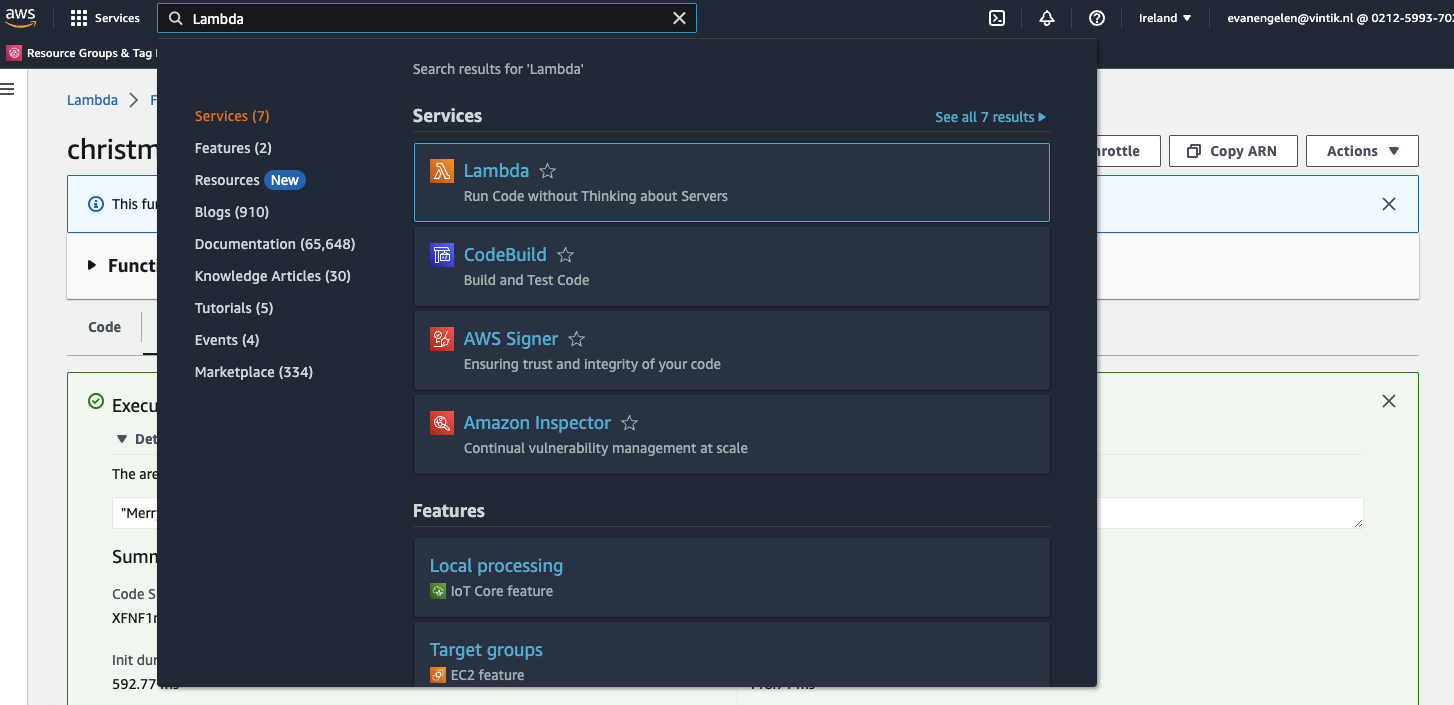 aws
Services
Lambda
Ireland
evanengelen@vintik.nl @ 0212-5993-70
Resource Groups & Tag
Search results for 'Lambda'
Lambda
Services (7)
Features (2)
Resources New
Blogs (910)
Documentation (65,648)
Knowledge Articles (30)
Tutorials (5)
Events (4)
Marketplace (334)
Services
See all 7 results
Lambda
Run Code without Thinking about Servers
CodeBuild
Build and Test Code
AWS Signer
Ensuring trust and integrity of your code
Amazon Inspector
Continual vulnerability management at scale
Features
Local processing
IoT Core feature
Target groups
EC2 feature
christm
Copy ARN
Actions
This fu
Functi
Code
Execu
Det
The are
"Merr
Summ
Code S
XFNF1
Init dur
592.77 ms